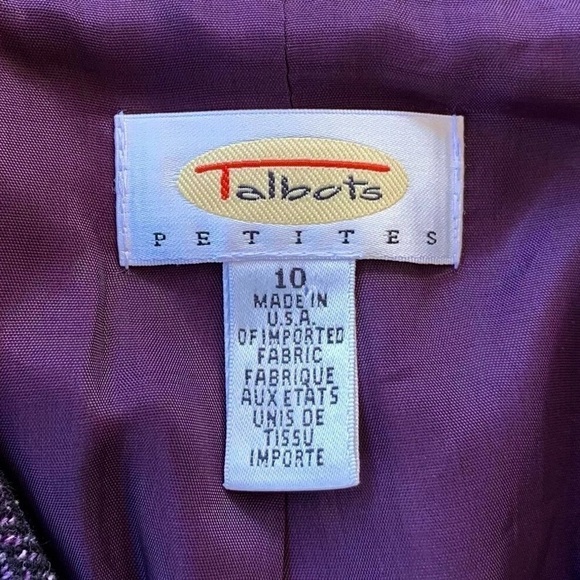 Talbots
PETITES
10
MADE IN
U.S.A.
OF IMPORTED
FABRIC
FABRIQUE
AUX ETATS
UNIS DE
TISSU
IMPORTE